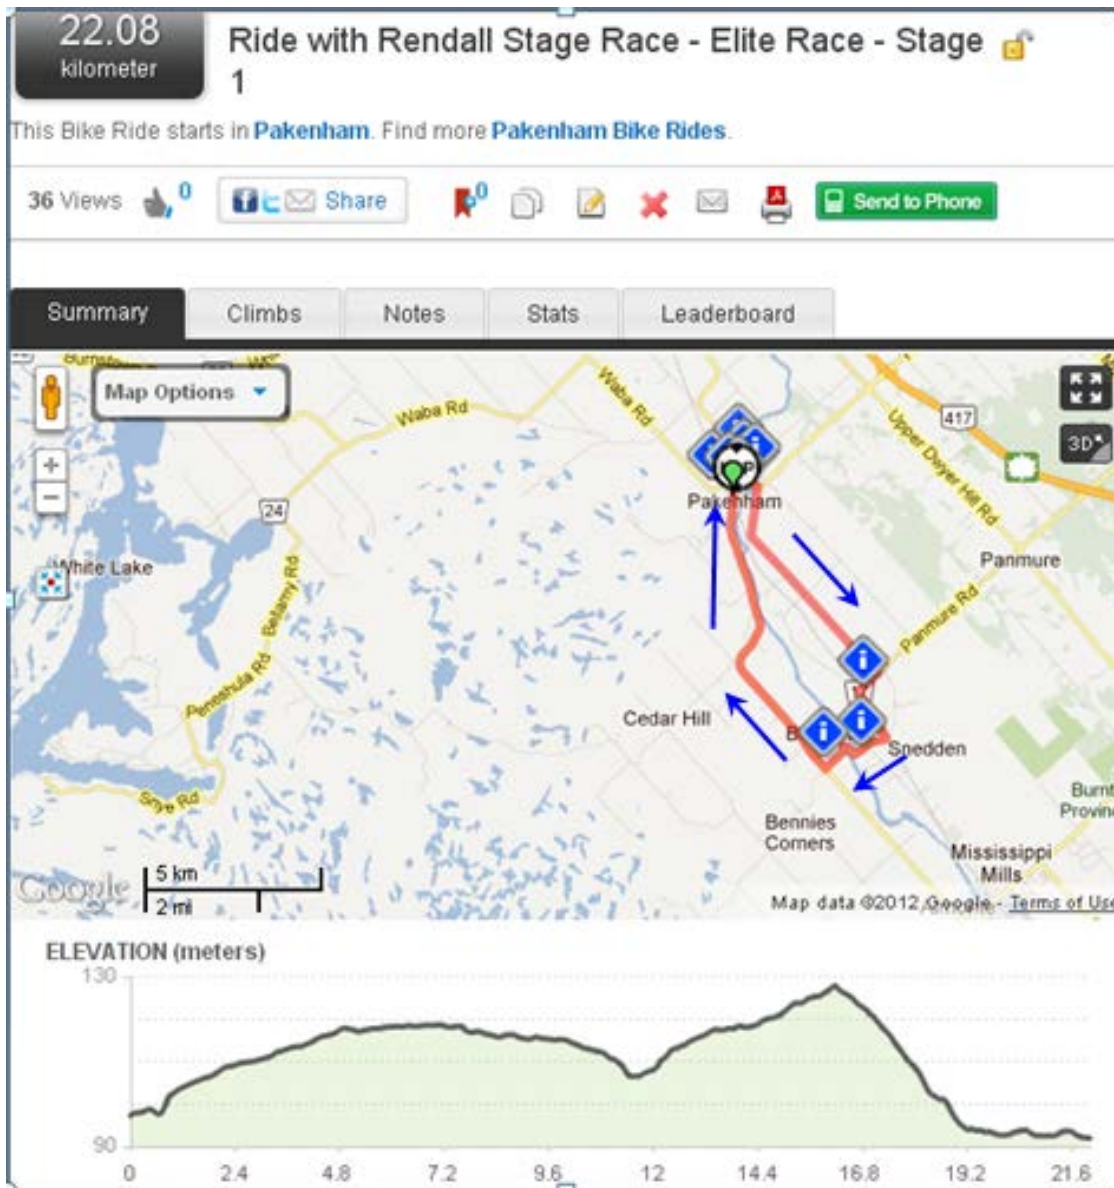 22.08
kilometer
Ride with Rendall Stage Race - Elite Race - Stage
1
This Bike Ride starts in Pakenham. Find more Pakenham Bike Rides.
36 Views
0
Share
0
Send to Phone
Summary
Climbs
Notes
Stats
Leaderboard
Map Options
Waba Rd
Waba Rd
417
Upper Dwyer Hill Rd
3D
Pakenham
24
White Lake
Bellamy Rd
Peneshula Rd
Panmure
Panmure Rd
Cedar Hill
Snedden
Snye Rd
Burnt
Provinc
Bennies
Corners
Mississippi
Mills
5 km
2 mi
Google
Map data ©2012 Google - Terms of Use
ELEVATION (meters)
130
90
0 2.4 4.8 7.2 9.6 12 14.4 16.8 19.2 21.6